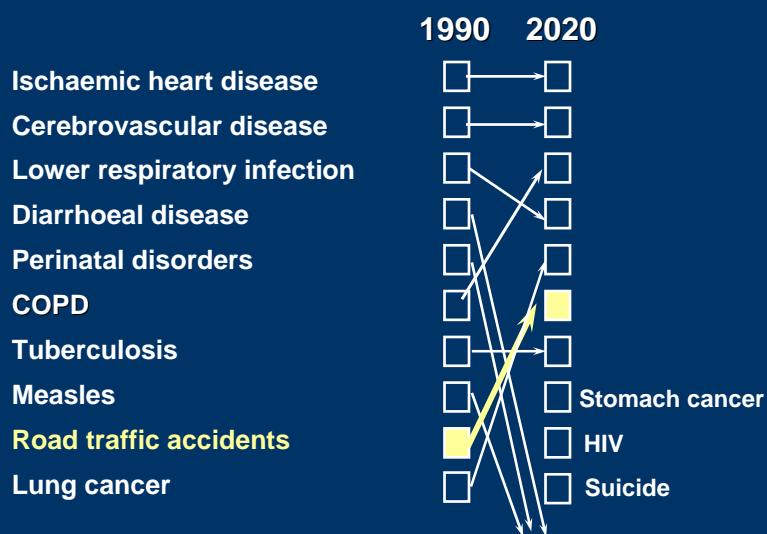 1990 2020
Ischaemic heart disease
Cerebrovascular disease
Lower respiratory infection
Diarrhoeal disease
Perinatal disorders
COPD
Tuberculosis
Measles
Stomach cancer
Road traffic accidents
HIV
Lung cancer
Suicide